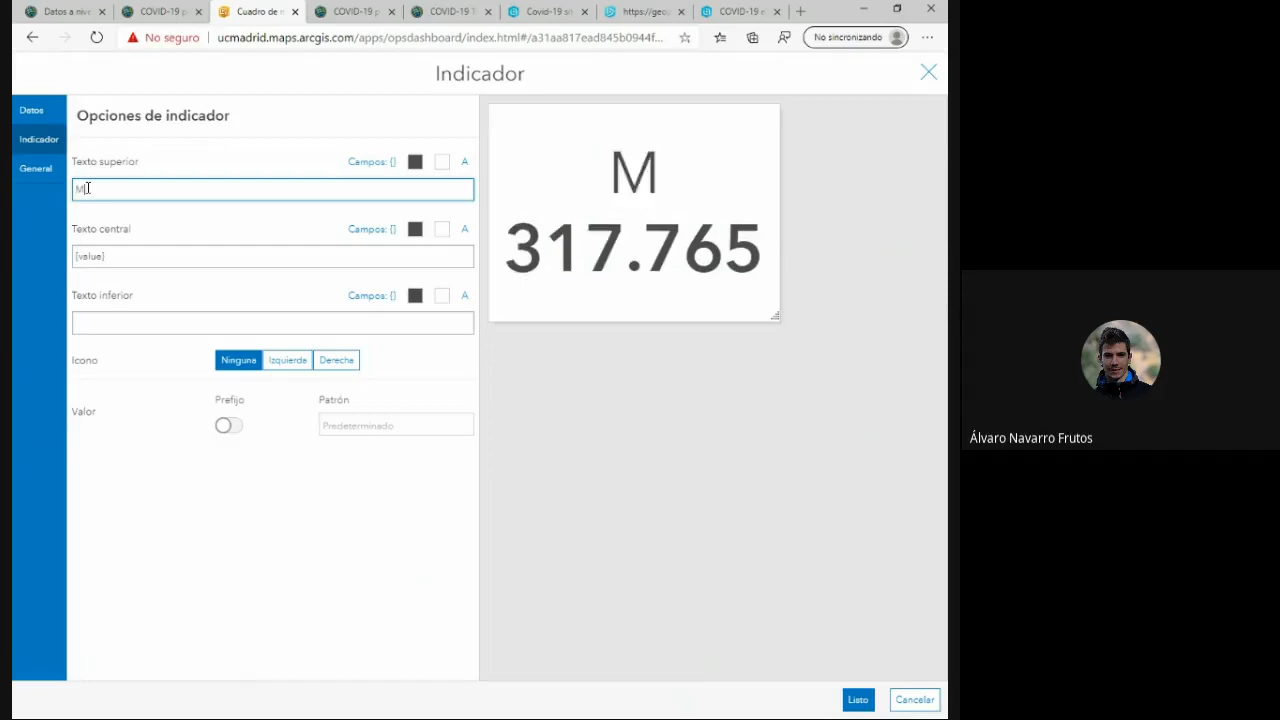 Datos a nive
COVID-19 p
Cuadro de n
COVID-19 p
COVID-19 T
Covid-19 s
https://geo
COVID-19 c
No seguro
ucmadrid.maps.arcgis.com/apps/opsdashboard/index.html#/a31aa817ead845b0944f...
No sincronizando
Indicador
Datos
Indicador
General
Opciones de indicador
Texto superior
Campos: {}
A
M
Texto central
Campos: {}
A
{value}
Texto inferior
Campos: {}
A
Icono
Ninguna
Izquierda
Derecha
Valor
Prefijo
Patrón
Predeterminado
M
317.765
Listo
Cancelar
Álvaro Navarro Frutos